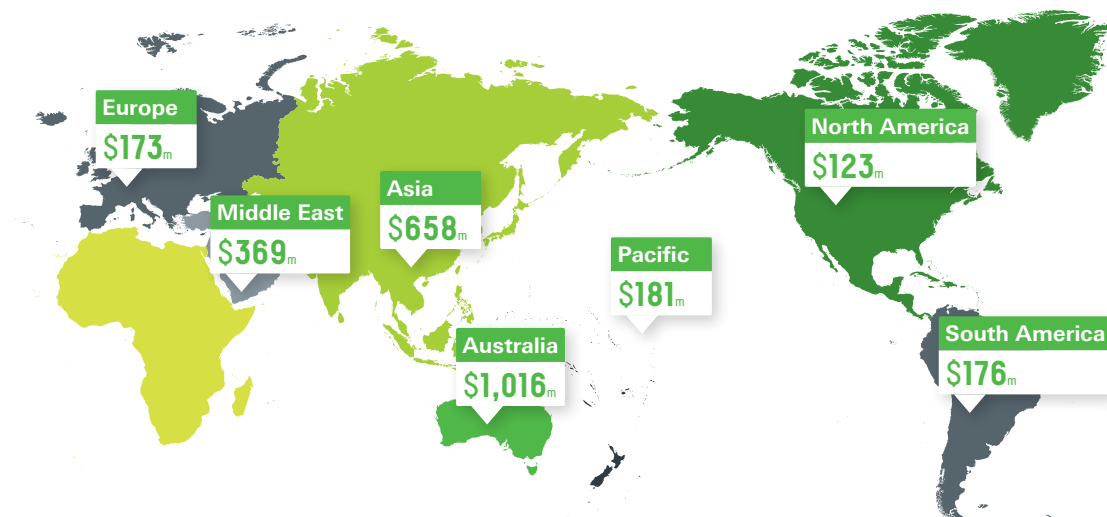 Europe
$173m
North America
$123m
Asia
$658m
Middle East
$369m
Pacific
$181m
South America
$176m
Australia
$1,016m